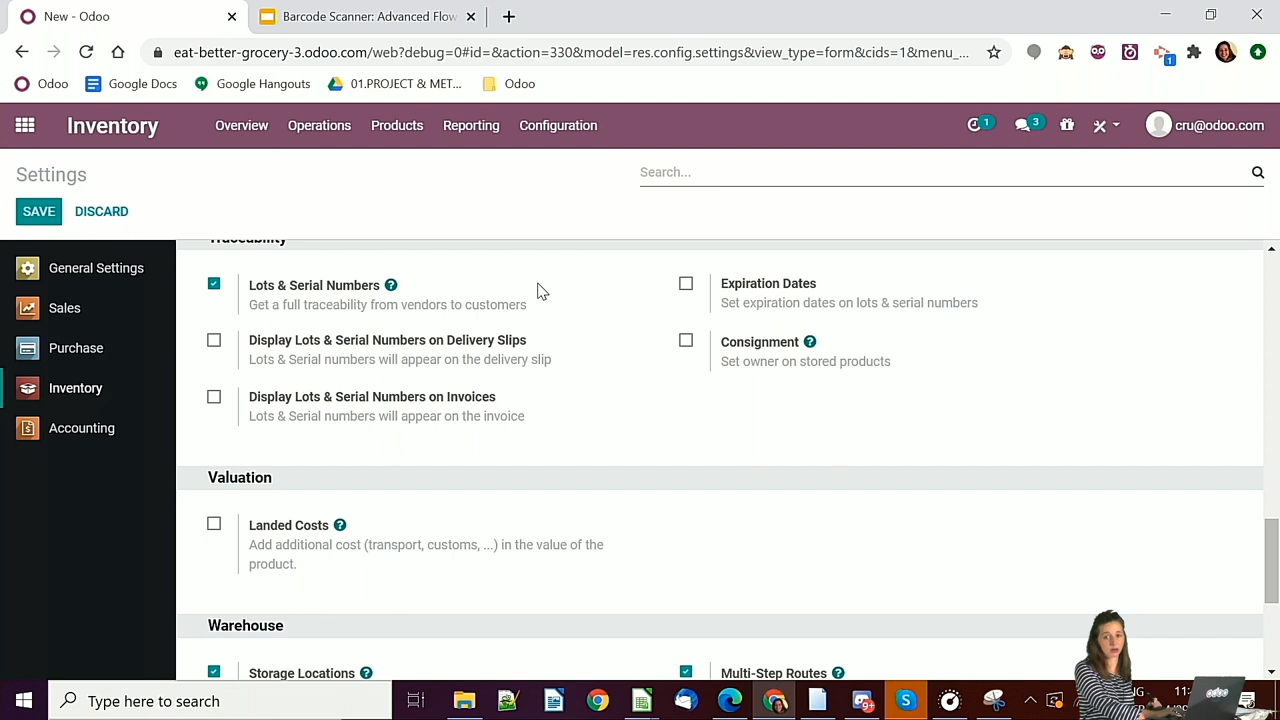 New - Odoo
Barcode Scanner: Advanced Flow
eat-better-grocery-3.odoo.com/web?debug=0#id=&action=330&model=res.config.settings&view_type=form&cids=1&menu_...
1
Odoo
Google Docs
Google Hangouts
01.PROJECT & MET...
Odoo
Inventory
Overview
Operations
Products
Reporting
Configuration
1
3
cru@odoo.com
Settings
Search...
SAVE
DISCARD
General Settings
Sales
Purchase
Inventory
Accounting
Traceability
Lots & Serial Numbers ?
Get a full traceability from vendors to customers
Expiration Dates
Set expiration dates on lots & serial numbers
Display Lots & Serial Numbers on Delivery Slips
Lots & Serial numbers will appear on the delivery slip
Consignment ?
Set owner on stored products
Display Lots & Serial Numbers on Invoices
Lots & Serial numbers will appear on the invoice
Valuation
Landed Costs ?
Add additional cost (transport, customs, ...) in the value of the
product.
Warehouse
Storage Locations ?
Multi-Step Routes ?
Type here to search
odoo